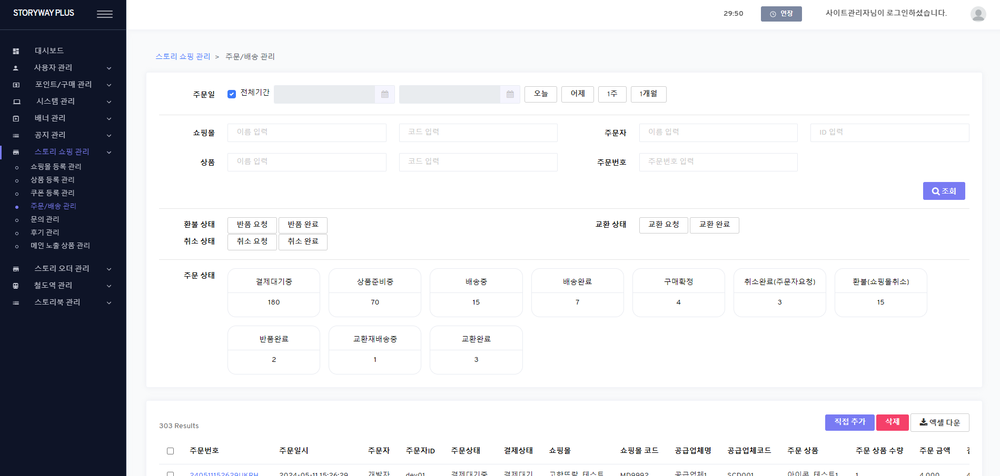 STORYWAY PLUS
29:50 연장 사이트관리자님이 로그인하셨습니다.
대시보드
사용자 관리
포인트/구매 관리
시스템 관리
배너 관리
공지 관리
스토리 쇼핑 관리
쇼핑몰 등록 관리
상품 등록 관리
쿠폰 등록 관리
주문/배송 관리
문의 관리
후기 관리
메인 노출 상품 관리
스토리 오더 관리
철도역 관리
스토리북 관리
스토리 쇼핑 관리 > 주문/배송 관리
주문일 전체기간 오늘 어제 1주 1개월
쇼핑몰 이름 입력 코드 입력 주문자 이름 입력 ID 입력
상품 이름 입력 코드 입력 주문번호 주문번호 입력
조회
환불 상태 반품 요청 반품 완료 교환 상태 교환 요청 교환 완료
취소 상태 취소 요청 취소 완료
주문 상태 결제대기중 상품준비중 배송중 배송완료 구매확정 취소완료(주문자요청) 환불(쇼핑몰취소)
180 70 15 7 4 3 15
반품완료 교환재배송중 교환완료
2 1 3
303 Results 직접 추가 삭제 엑셀 다운
주문번호 주문일시 주문자 주문자ID 주문상태 결제상태 쇼핑몰 쇼핑몰 코드 공급업체명 공급업체코드 주문 상품 주문 상품 수량 주문 금액
240511152629UKRH 2024-05-11 15:26:29 개발자 dev01 결제대기중 결제대기 고향뜨락_테스트 MD9992 공급업체1 SCD001 아이콘_테스트1 1 4,000